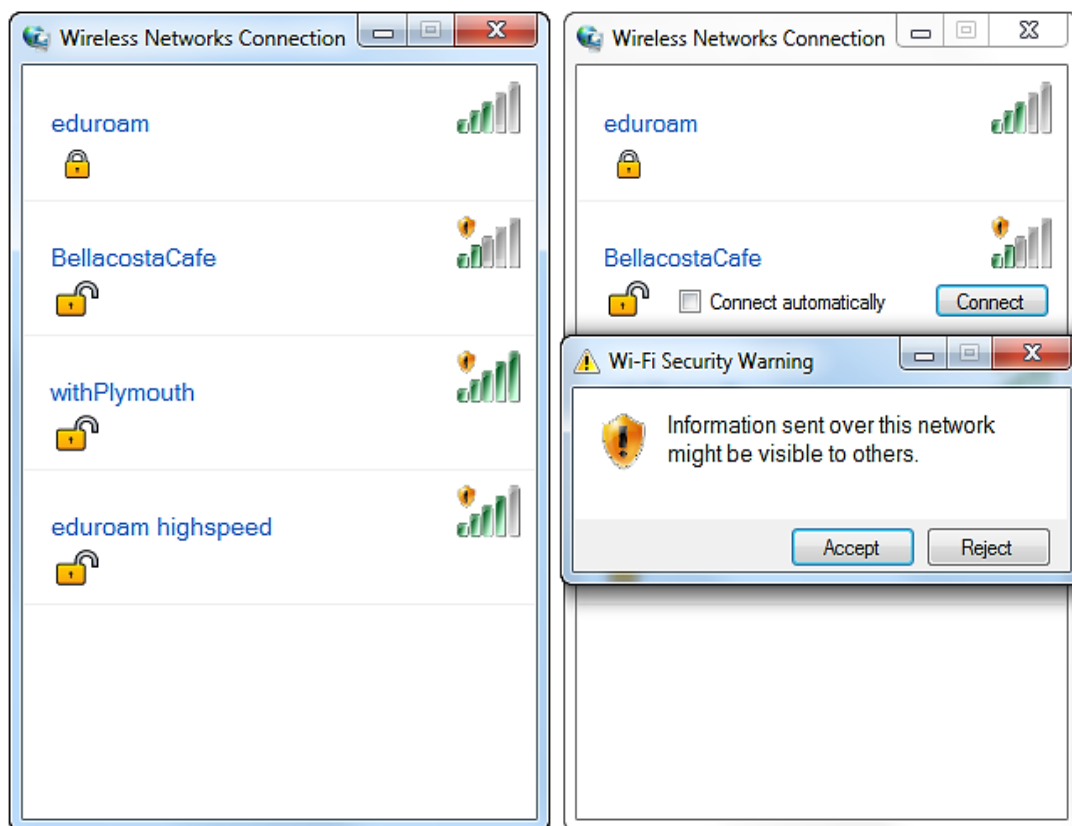 Wireless Networks Connection
eduroam
BellacostaCafe
withPlymouth
eduroam highspeed
Wireless Networks Connection
eduroam
BellacostaCafe
Connect automatically
Connect
Wi-Fi Security Warning
Information sent over this network
might be visible to others.
Accept
Reject